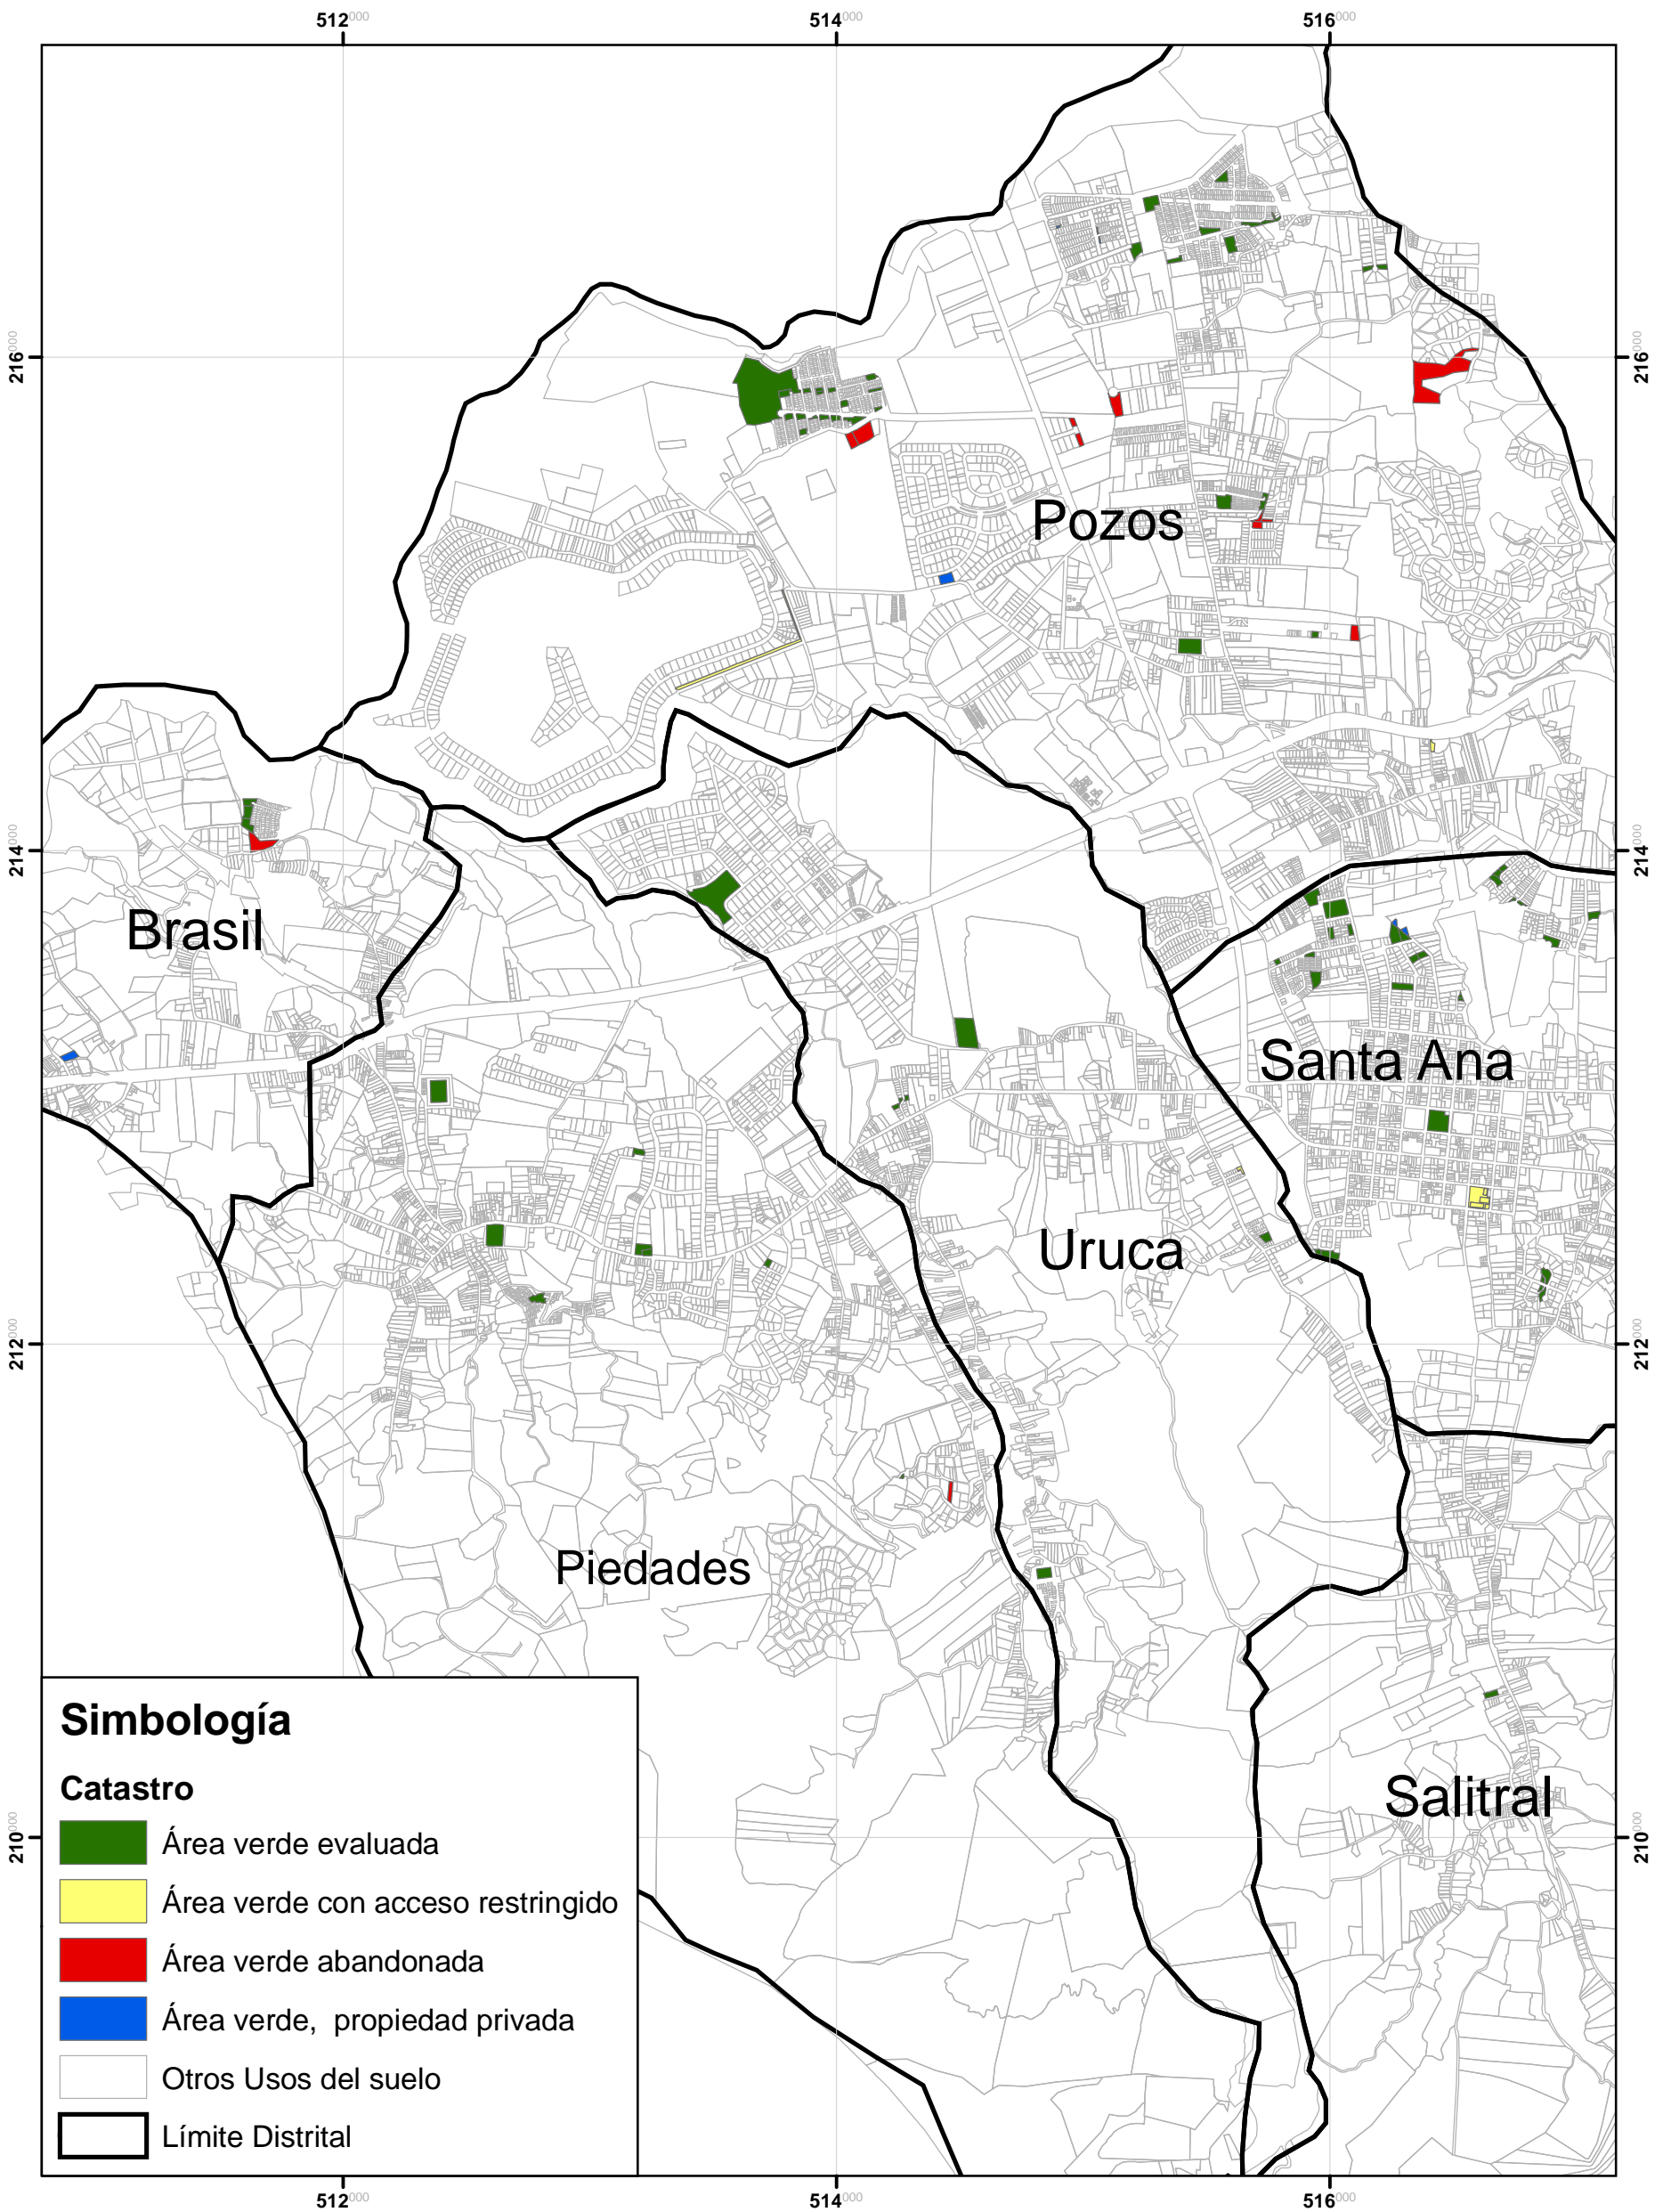 512000 514000 516000
216000 216000
Pozos
214000 214000
Brasil
Santa Ana
Uruca
212000 212000
Piedades
Simbología
Catastro
Salitral
Área verde evaluada
210000 210000
Área verde con acceso restringido
Área verde abandonada
Área verde, propiedad privada
Otros Usos del suelo
Límite Distrital
512000 514000 516000